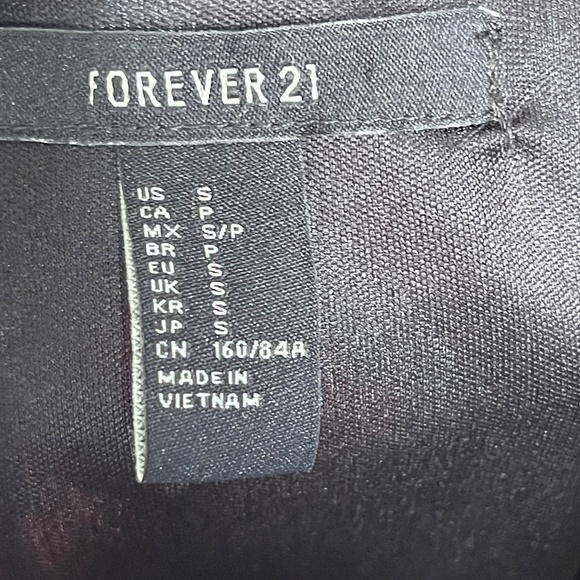 FOREVER 21
US S
CA P
MX S/P
BR P
EU S
UK S
KR S
JP S
CN 160/84A
MADE IN
VIETNAM